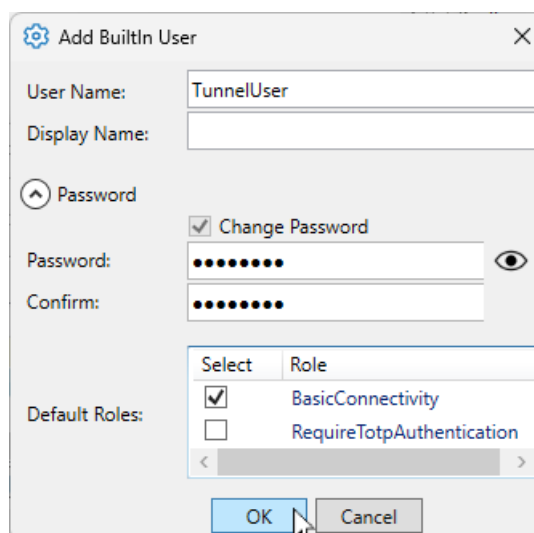 Add BuiltIn User
User Name: TunnelUser
Display Name:
Password
Change Password
Password: ●●●●●●●●
Confirm: ●●●●●●●●
Select Role
BasicConnectivity
Default Roles:
RequireTotpAuthentication
OK Cancel